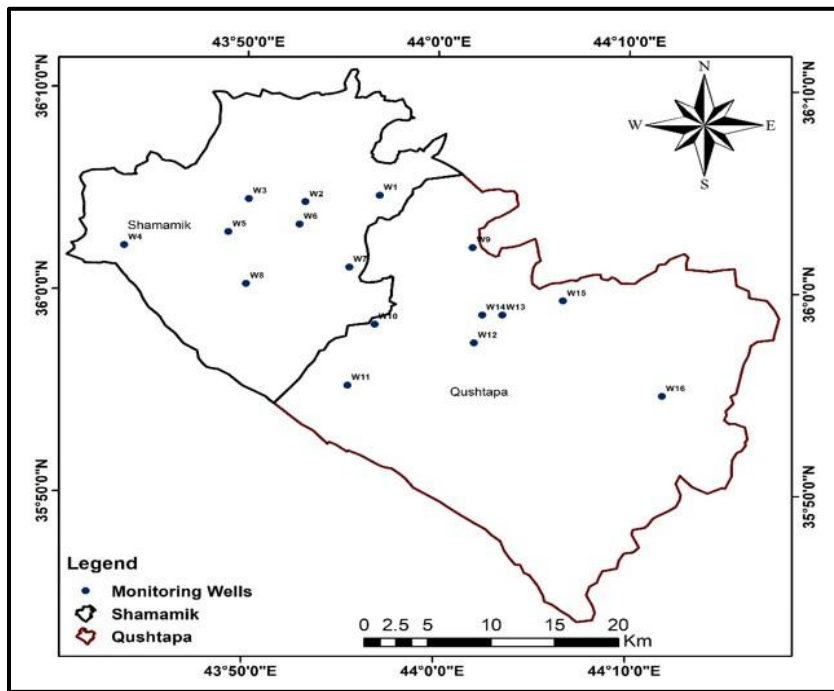 43°50'0"E 44°0'0"E 44°10'0"E
36°10'0"N 36°10'0"N
N
W E
S
W3 W2 W1
Shamamik W5 W6
W4 W9
W7
W8
36°0'0"N 36°0'0"N
W15
W14 W13
W10
W12
W11
Qushtapa W16
35°50'0"N 35°50'0"N
Legend
Monitoring Wells
Shamamik
Qushtapa
0 2.5 5 10 15 20
Km
43°50'0"E 44°0'0"E 44°10'0"E